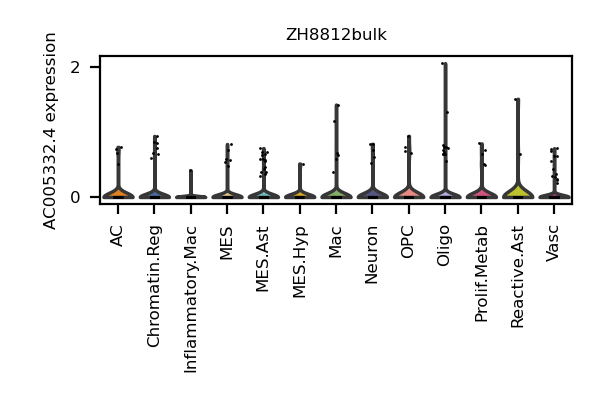 ZH8812bulk
AC005332.4 expression
2
0
AC
Chromatin.Reg
Inflammatory.Mac
MES
MES.Ast
MES.Hyp
Mac
Neuron
OPC
Oligo
Prolif.Metab
Reactive.Ast
Vasc